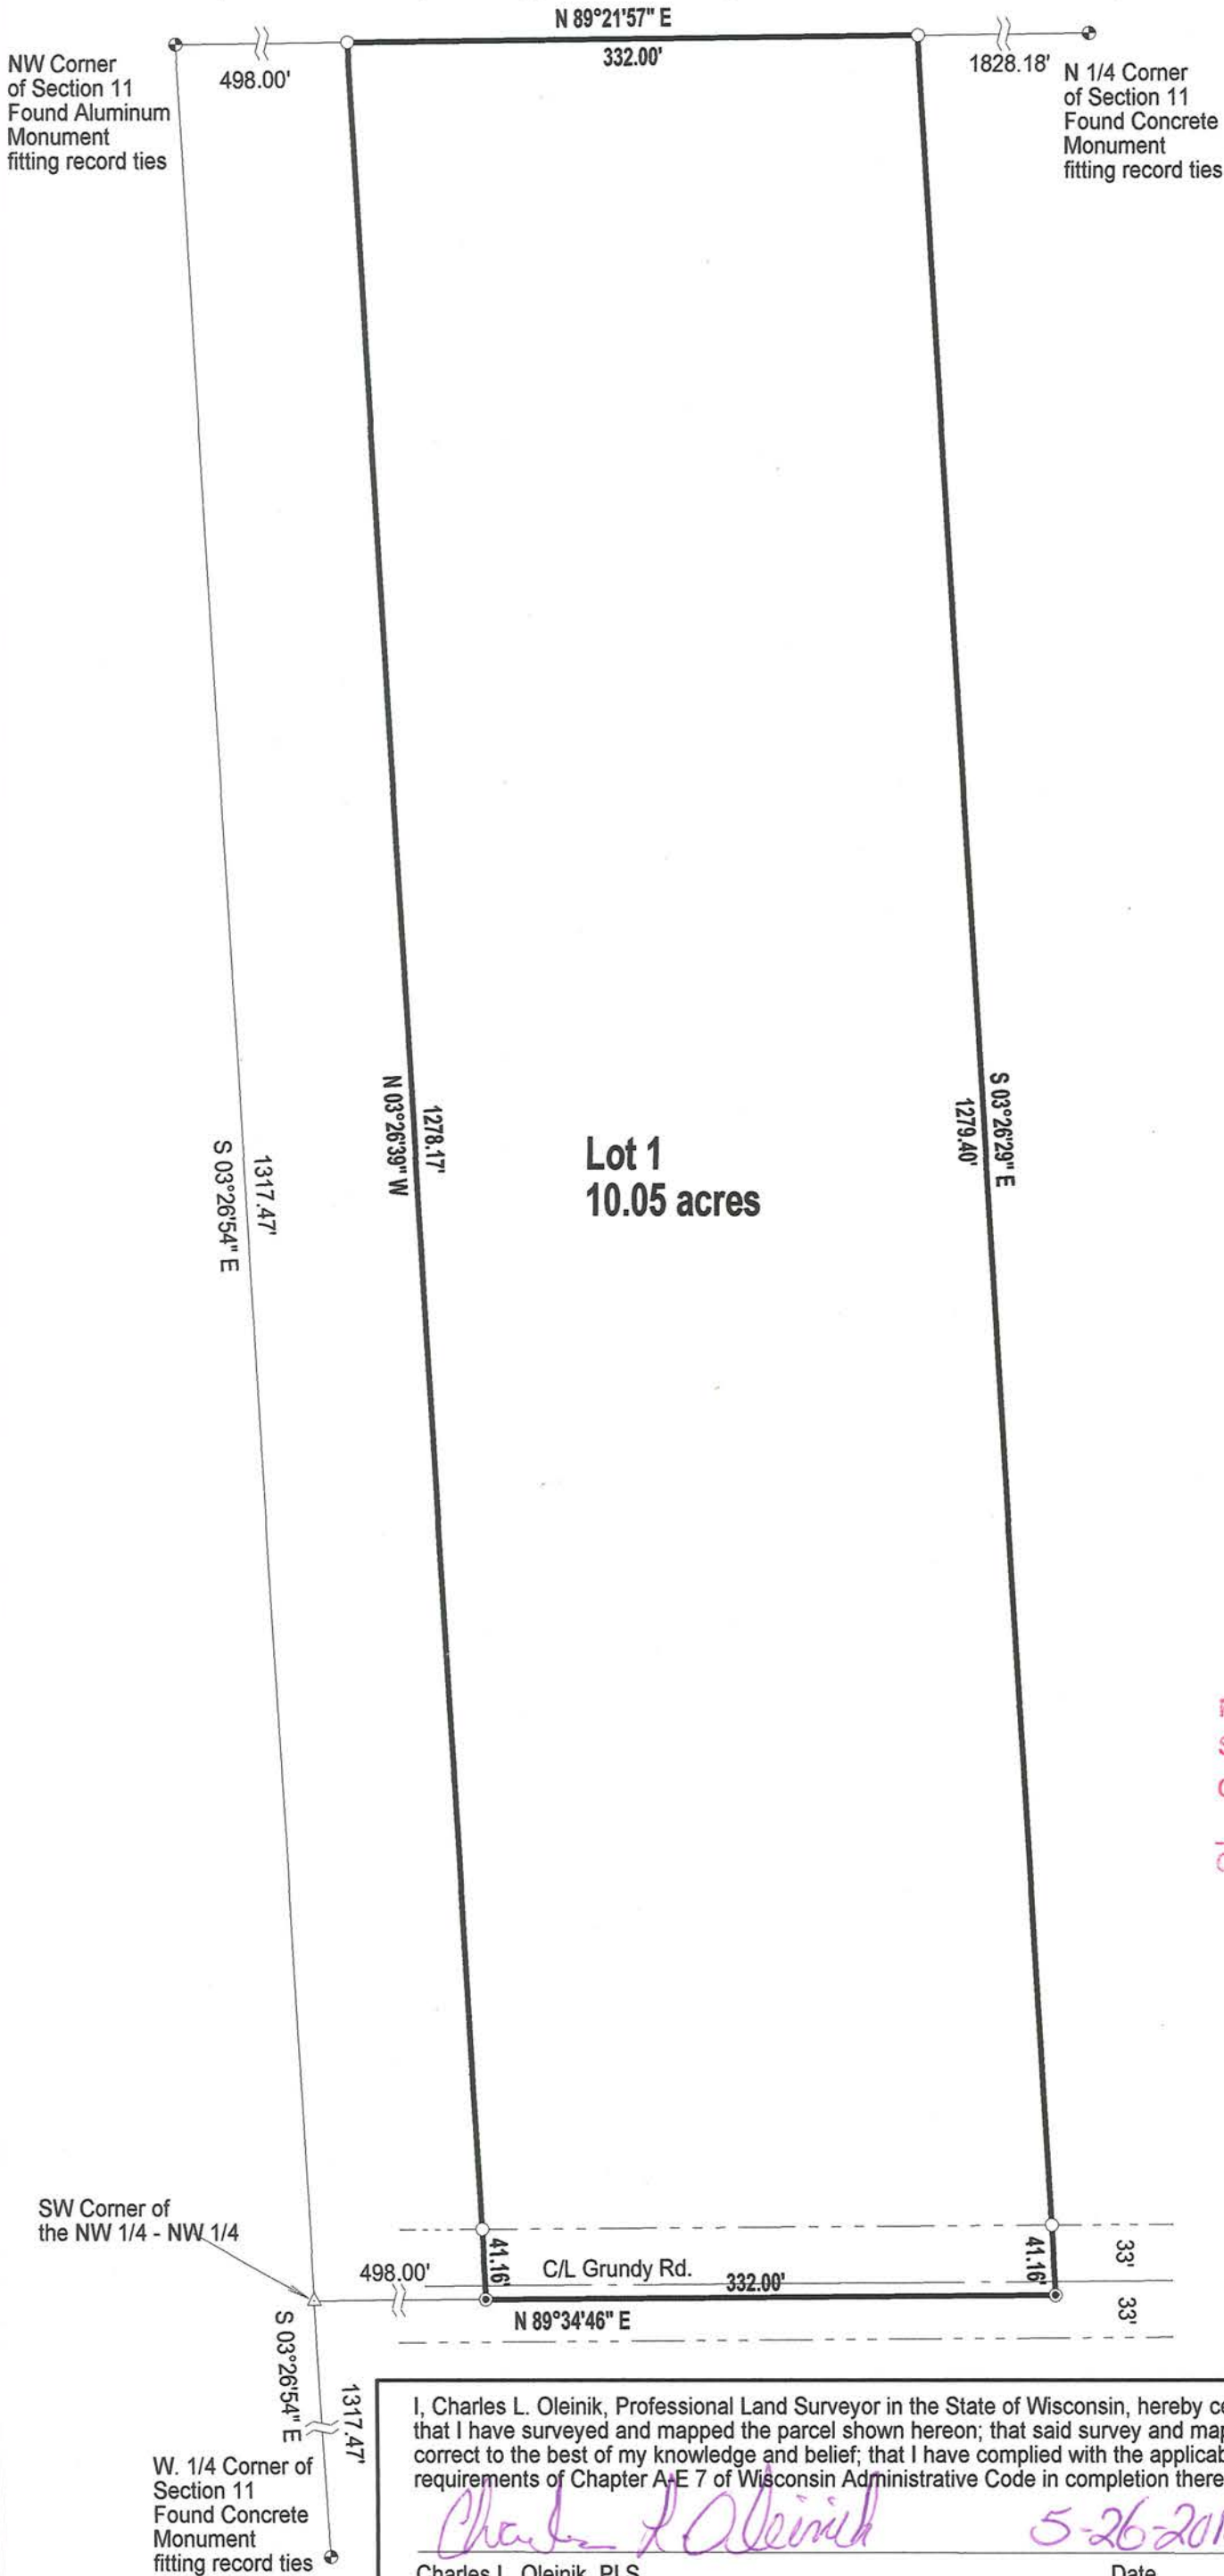 N 89°21'57" E
332.00'
498.00'
1828.18'
NW Corner
of Section 11
Found Aluminum
Monument
fitting record ties
N 1/4 Corner
of Section 11
Found Concrete
Monument
fitting record ties
N 03°26'39" W
1278.17'
S 03°26'29" E
1279.40'
1317.47'
S 03°26'54" E
Lot 1
10.05 acres
SW Corner of
the NW 1/4 - NW 1/4
498.00'
41.16'
C/L Grundy Rd.
332.00'
41.16'
33'
33'
N 89°34'46" E
S 03°26'54" E
1317.47'
W. 1/4 Corner of
Section 11
Found Concrete
Monument
fitting record ties
I, Charles L. Oleinik, Professional Land Surveyor in the State of Wisconsin, hereby
that I have surveyed and mapped the parcel shown hereon; that said survey and
correct to the best of my knowledge and belief; that I have complied with the
requirements of Chapter A-E 7 of Wisconsin Administrative Code in completion
Charles L Oleinik 5-26-201
Charles L. Oleinik, PLS Date